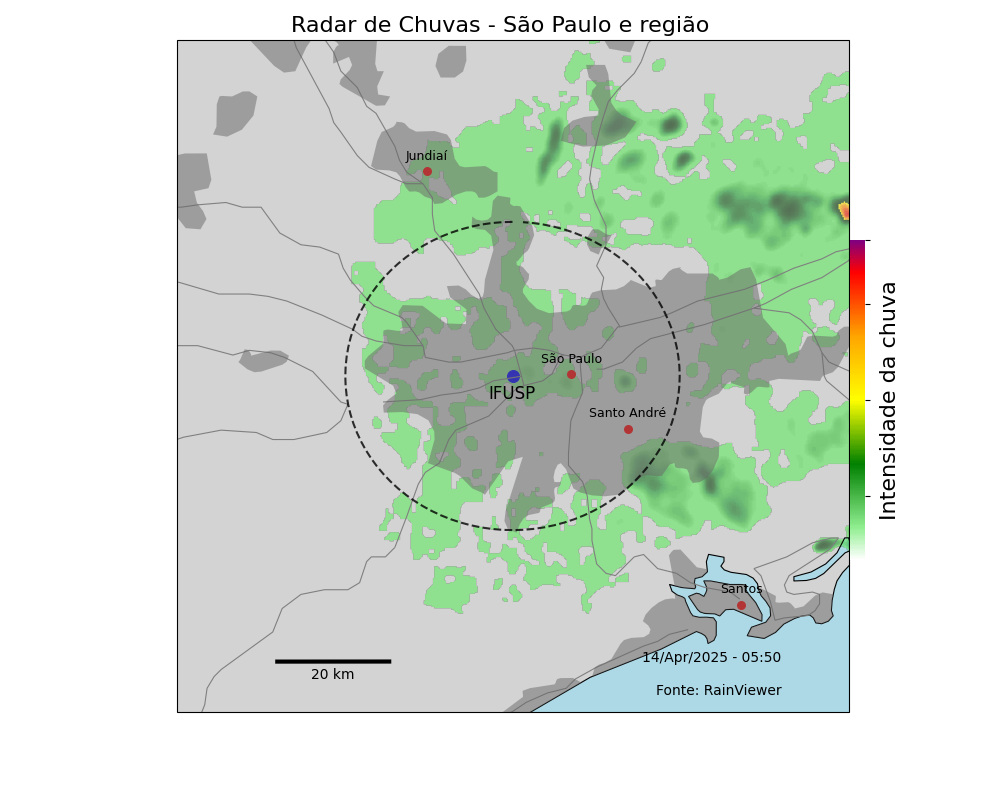 Radar de Chuvas - São Paulo e região
Jundiaí
São Paulo
IFUSP
Santo André
Intensidade da chuva
Santos
14/Apr/2025 - 05:50
20 km
Fonte: RainViewer